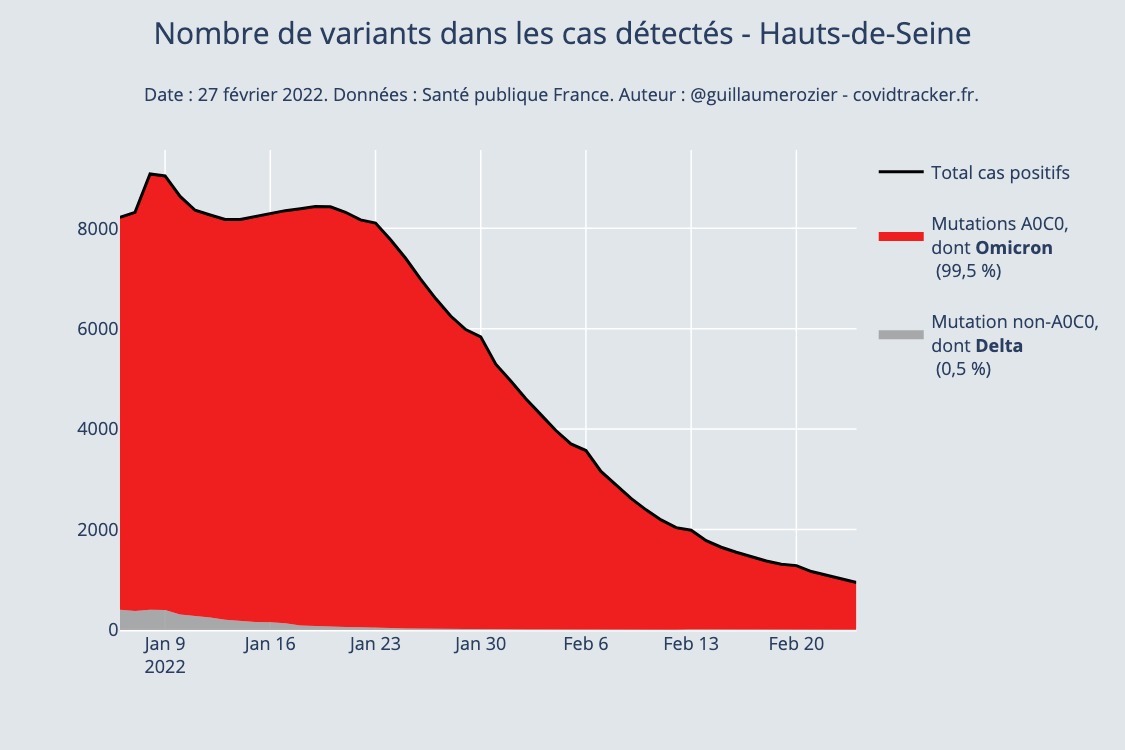 Nombre de variants dans les cas détectés - Hauts-de-Seine
Date : 27 février 2022. Données : Santé publique France. Auteur : @guillaumerozier - covidtracker.fr.
Total cas positifs
Mutations A0C0,
dont Omicron
(99,5 %)
Mutation non-A0C0,
dont Delta
(0,5 %)
8000
6000
4000
2000
0
Jan 9
2022
Jan 16
Jan 23
Jan 30
Feb 6
Feb 13
Feb 20